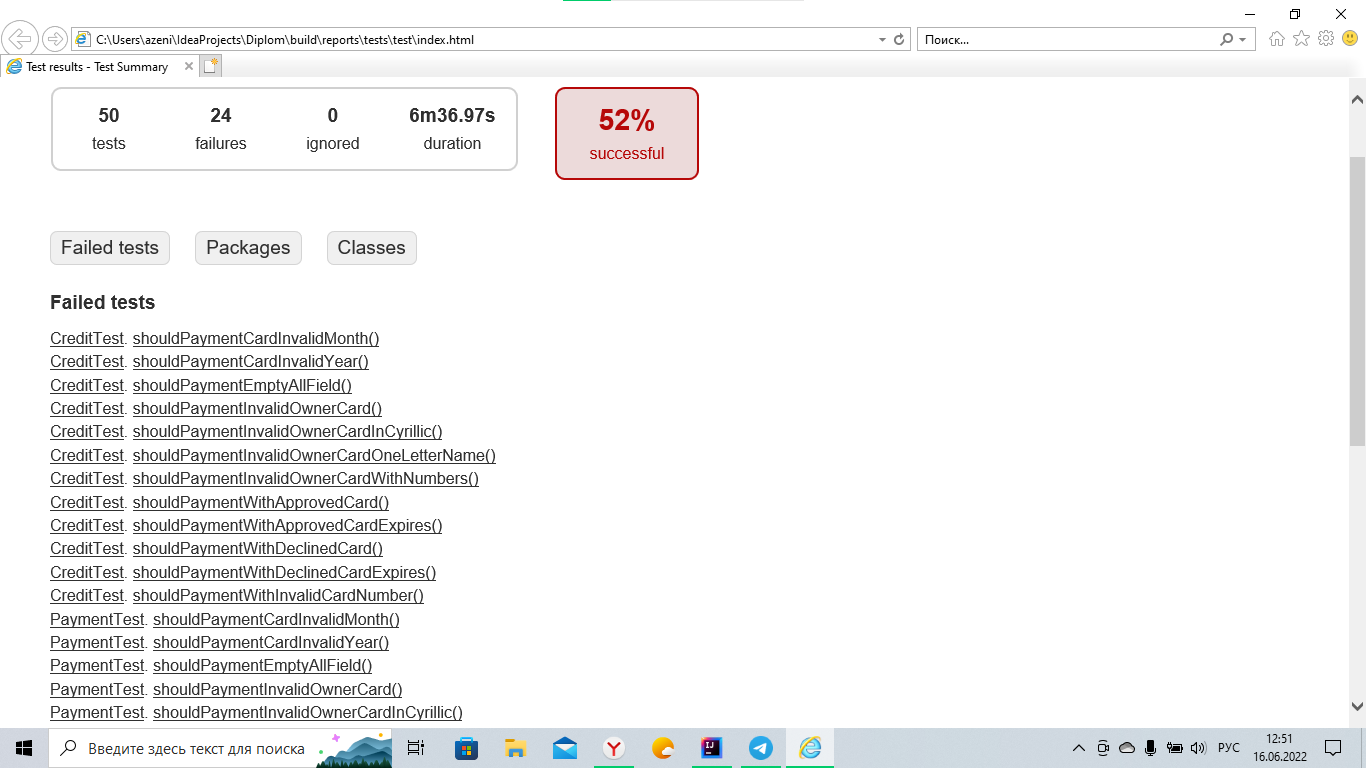 C:\Users\azeni\IdeaProjects\Diplom\build\reports\tests\test\index.html
Поиск...
Test results - Test Summary
50 24 0 6m36.97s
tests failures ignored duration
52%
successful
Failed tests Packages Classes
Failed tests
CreditTest. shouldPaymentCardInvalidMonth()
CreditTest. shouldPaymentCardInvalidYear()
CreditTest. shouldPaymentEmptyAllField()
CreditTest. shouldPaymentInvalidOwnerCard()
CreditTest. shouldPaymentInvalidOwnerCardInCyrillic()
CreditTest. shouldPaymentInvalidOwnerCardOneLetterName()
CreditTest. shouldPaymentInvalidOwnerCardWithNumbers()
CreditTest. shouldPaymentWithApprovedCard()
CreditTest. shouldPaymentWithApprovedCardExpires()
CreditTest. shouldPaymentWithDeclinedCard()
CreditTest. shouldPaymentWithDeclinedCardExpires()
CreditTest. shouldPaymentWithInvalidCardNumber()
PaymentTest. shouldPaymentCardInvalidMonth()
PaymentTest. shouldPaymentCardInvalidYear()
PaymentTest. shouldPaymentEmptyAllField()
PaymentTest. shouldPaymentInvalidOwnerCard()
PaymentTest. shouldPaymentInvalidOwnerCardInCyrillic()
Введите здесь текст для поиска
РУС
12:51
16.06.2022